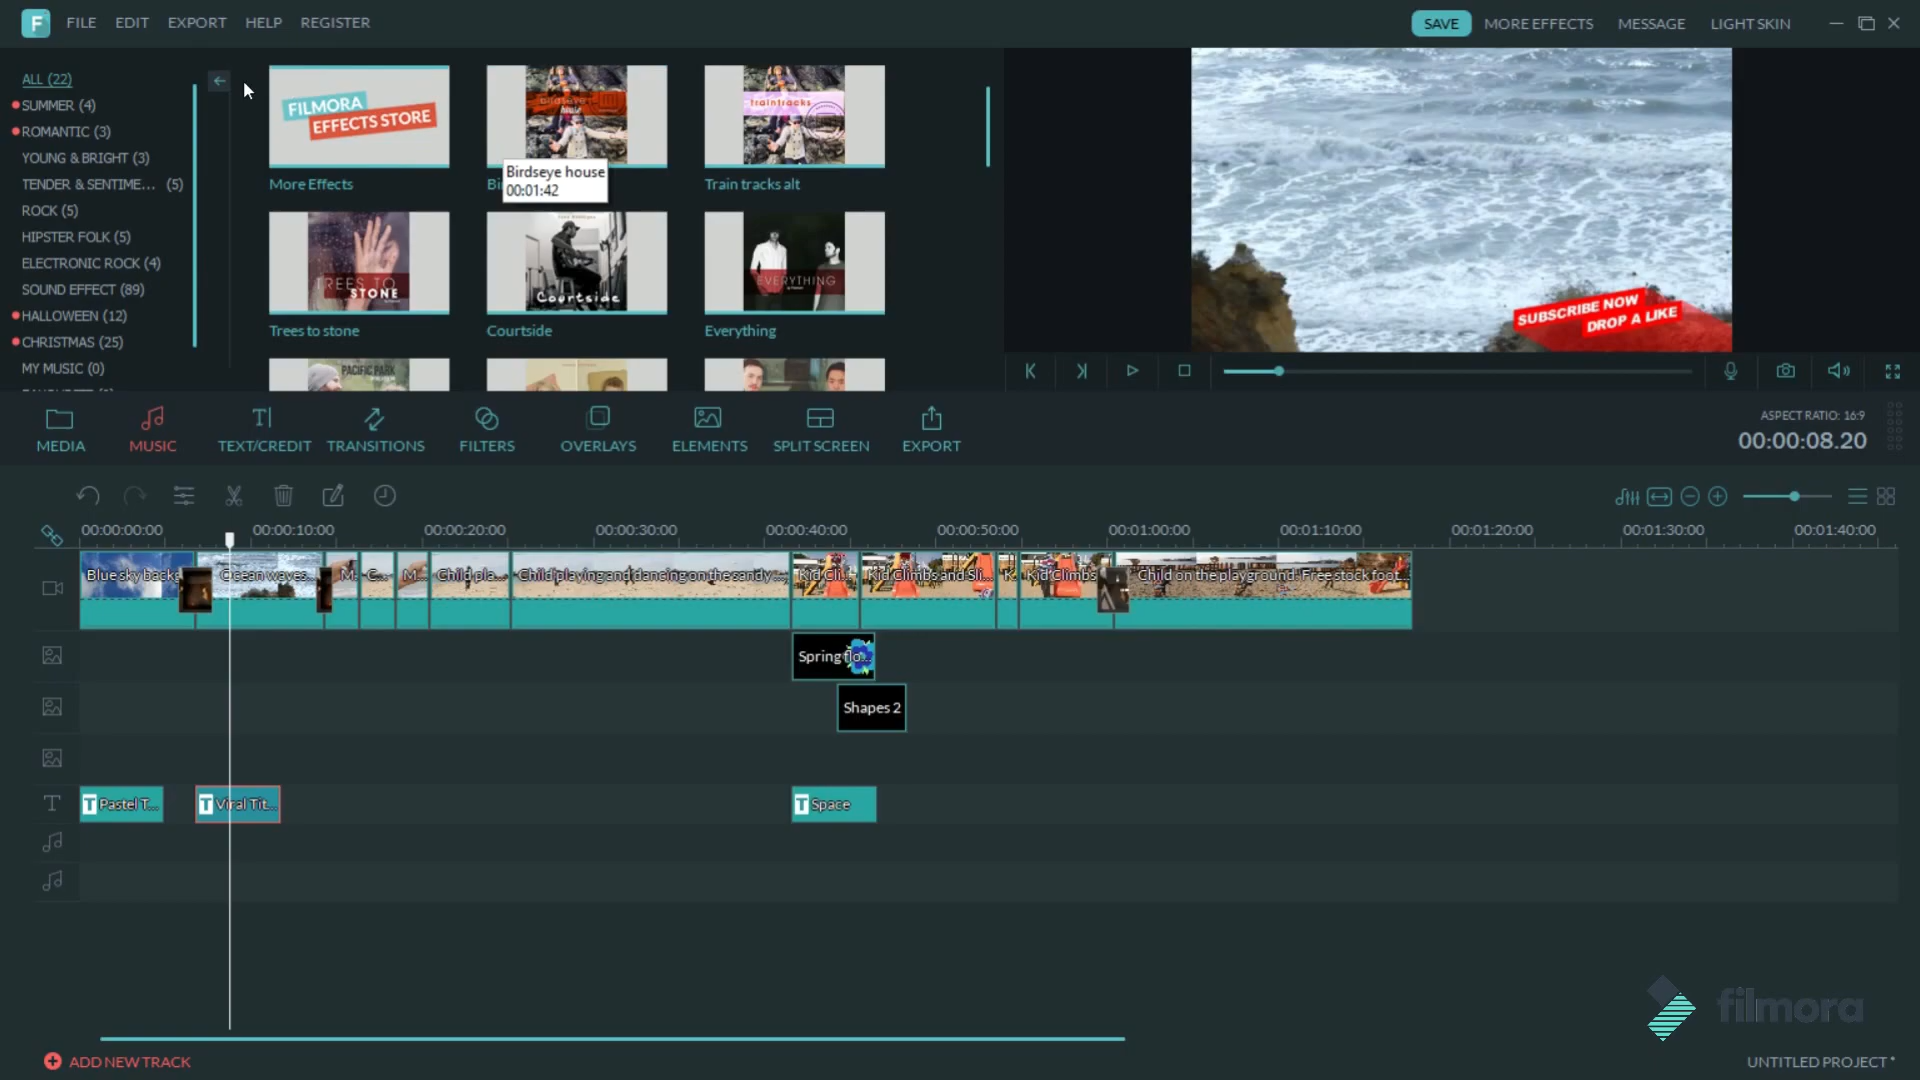 F FILE EDIT EXPORT HELP REGISTER
SAVE MORE EFFECTS MESSAGE LIGHT SKIN
ALL (22)
SUMMER (4)
ROMANTIC (3)
YOUNG & BRIGHT (3)
TENDER & SENTIME... (5)
ROCK (5)
HIPSTER FOLK (5)
ELECTRONIC ROCK (4)
SOUND EFFECT (89)
HALLOWEEN (12)
CHRISTMAS (25)
MY MUSIC (0)
FILMORA
EFFECTS STORE
birdseye
house
traintracks
More Effects
Birdseye house
00:01:42
Train tracks alt
TREES TO
STONE
Courtside
EVERYTHING
Trees to stone
Courtside
Everything
PACIFIC PARK
SUBSCRIBE NOW
DROP A LIKE
MEDIA
MUSIC
TEXT/CREDIT
TRANSITIONS
FILTERS
OVERLAYS
ELEMENTS
SPLIT SCREEN
EXPORT
ASPECT RATIO: 16:9
00:00:08.20
00:00:00:00 00:00:10:00 00:00:20:00 00:00:30:00 00:00:40:00 00:00:50:00 00:01:00:00 00:01:10:00 00:01:20:00 00:01:30:00 00:01:40:00
Blue sky backg Ocean waves... M... C... M... Child pla... Child playing and dancing on the sandy ... Kid Cli... Kid Climbs and Sli... K... Kid Climbs Child on the playground. Free stock foot...
Spring flo...
Shapes 2
T Pastel T... T Viral Tit... T Space
filmora
ADD NEW TRACK
UNTITLED PROJECT *